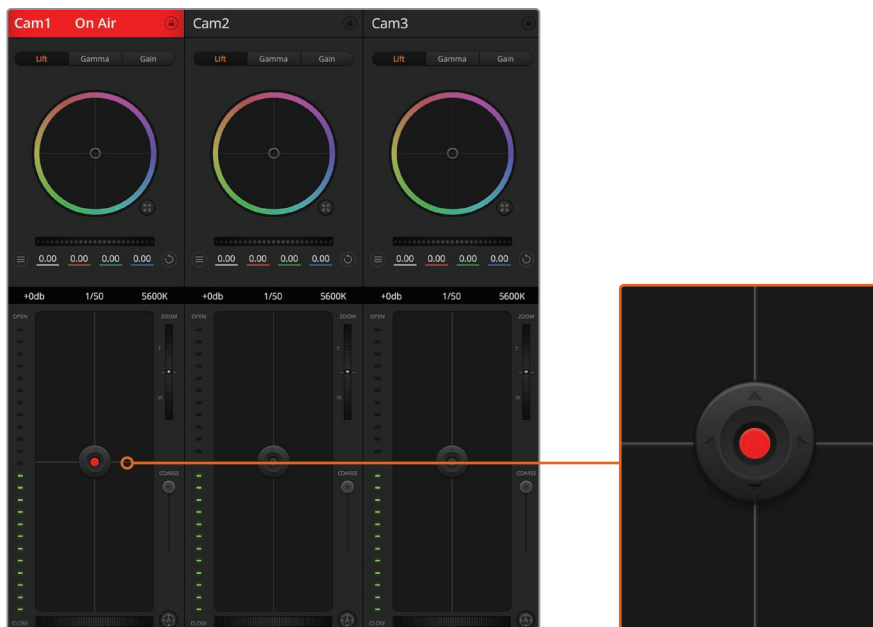 Cam1 On Air Cam2 Cam3
Lift Gamma Gain Lift Gamma Gain Lift Gamma Gain
0.00 0.00 0.00 0.00 0.00 0.00 0.00 0.00 0.00 0.00 0.00 0.00
+0db 1/50 5600K +0db 1/50 5600K +0db 1/50 5600K
OPEN ZOOM OPEN ZOOM OPEN ZOOM
T T T
W W W
COARSE COARSE COARSE
CLOSE CLOSE CLOSE